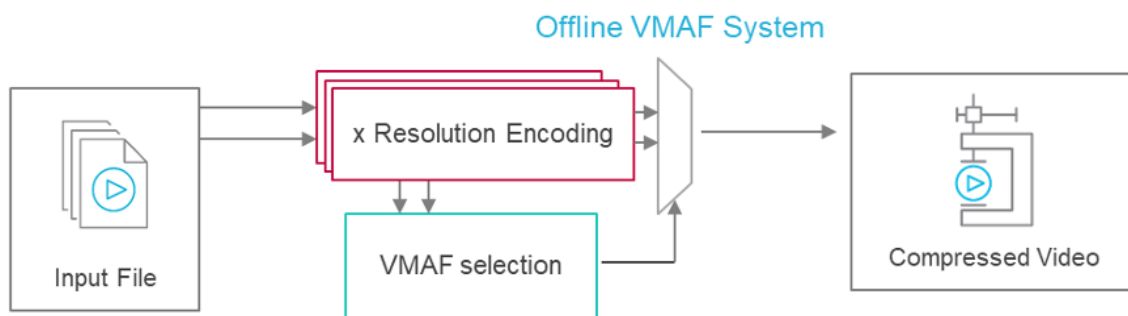 Offline VMAF System
x Resolution Encoding
VMAF selection
Input File
Compressed Video